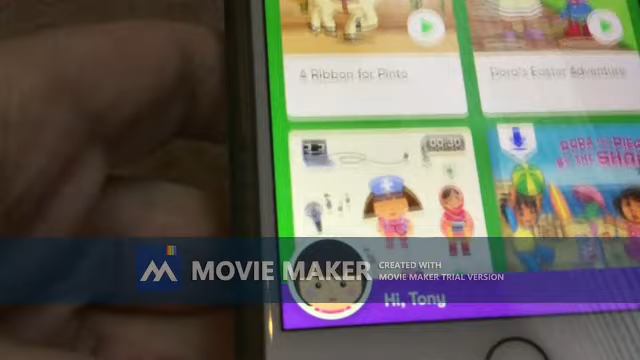 A Ribbon for Pinto
Dora's Easter Adventure
00:30
MOVIE MAKER
CREATED WITH
MOVIE MAKER TRIAL VERSION
Hi, Tony